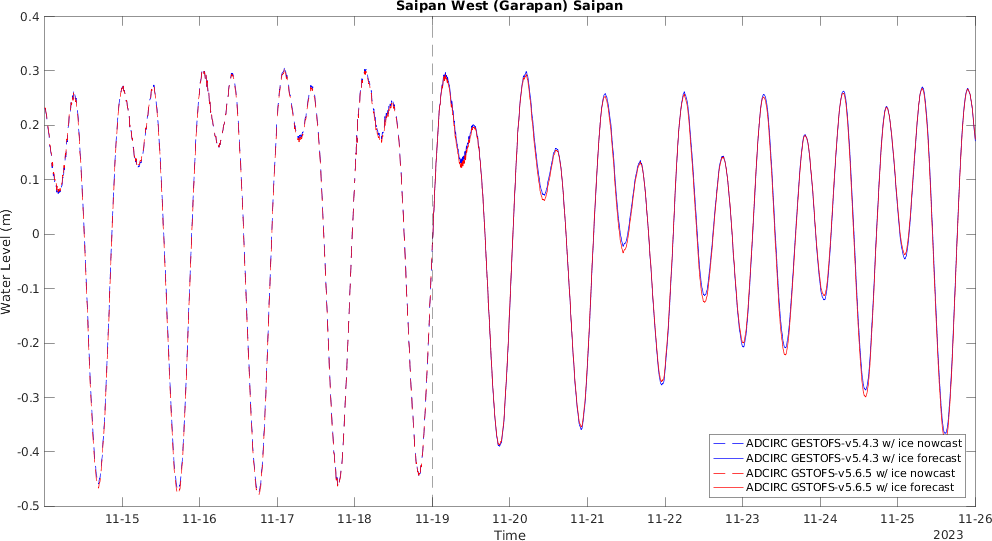 Saipan West (Garapan) Saipan
0.4
0.3
0.2
0.1
0
-0.1
-0.2
-0.3
-0.4
-0.5
Water Level (m)
ADCIRC GESTOFS-v5.4.3 w/ ice nowcast
ADCIRC GESTOFS-v5.4.3 w/ ice forecast
ADCIRC GSTOFS-v5.6.5 w/ ice nowcast
ADCIRC GSTOFS-v5.6.5 w/ ice forecast
11-15 11-16 11-17 11-18 11-19 11-20 11-21 11-22 11-23 11-24 11-25 11-26
Time
2023